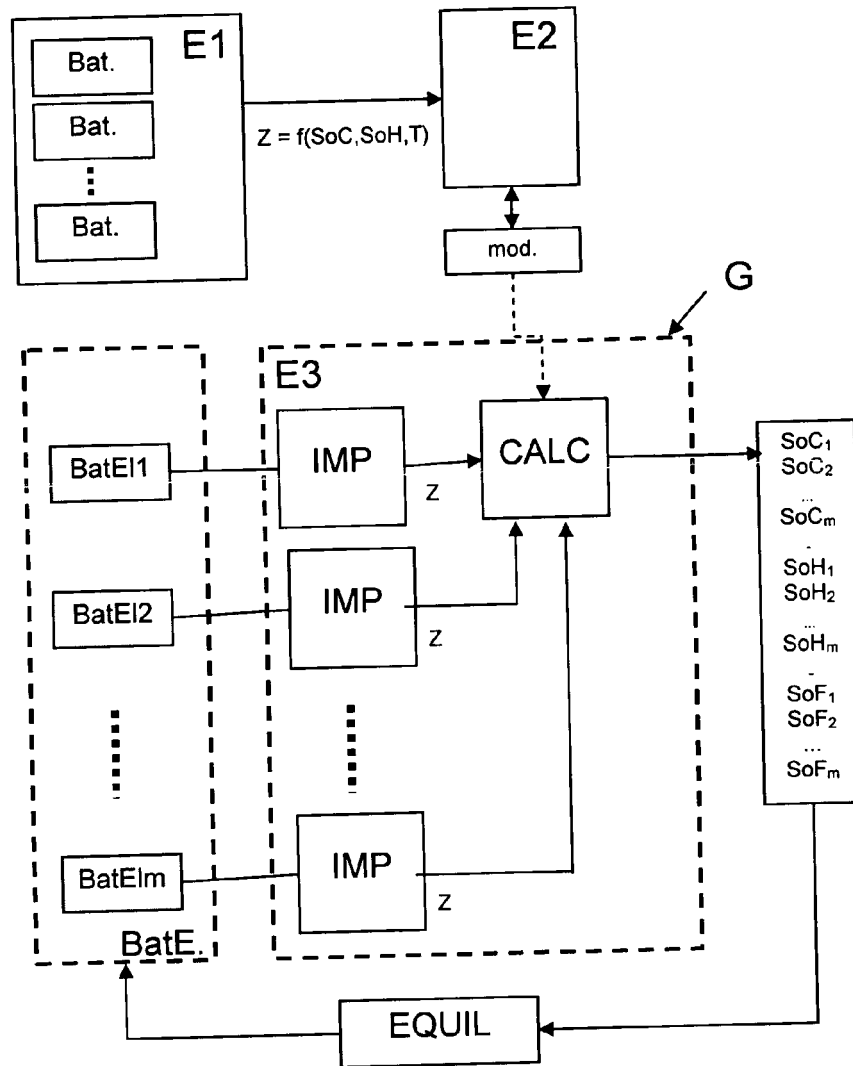 E1
Bat.
Bat.
Bat.
Z = f(SoC,SoH,T)
E2
mod.
G
E3
BatEl1
IMP
Z
CALC
BatEl2
IMP
Z
BatElm
IMP
Z
BatE.
SoC₁
SoC₂
...
SoCₘ
-
SoH₁
SoH₂
...
SoHₘ
-
SoF₁
SoF₂
...
SoFₘ
EQUIL